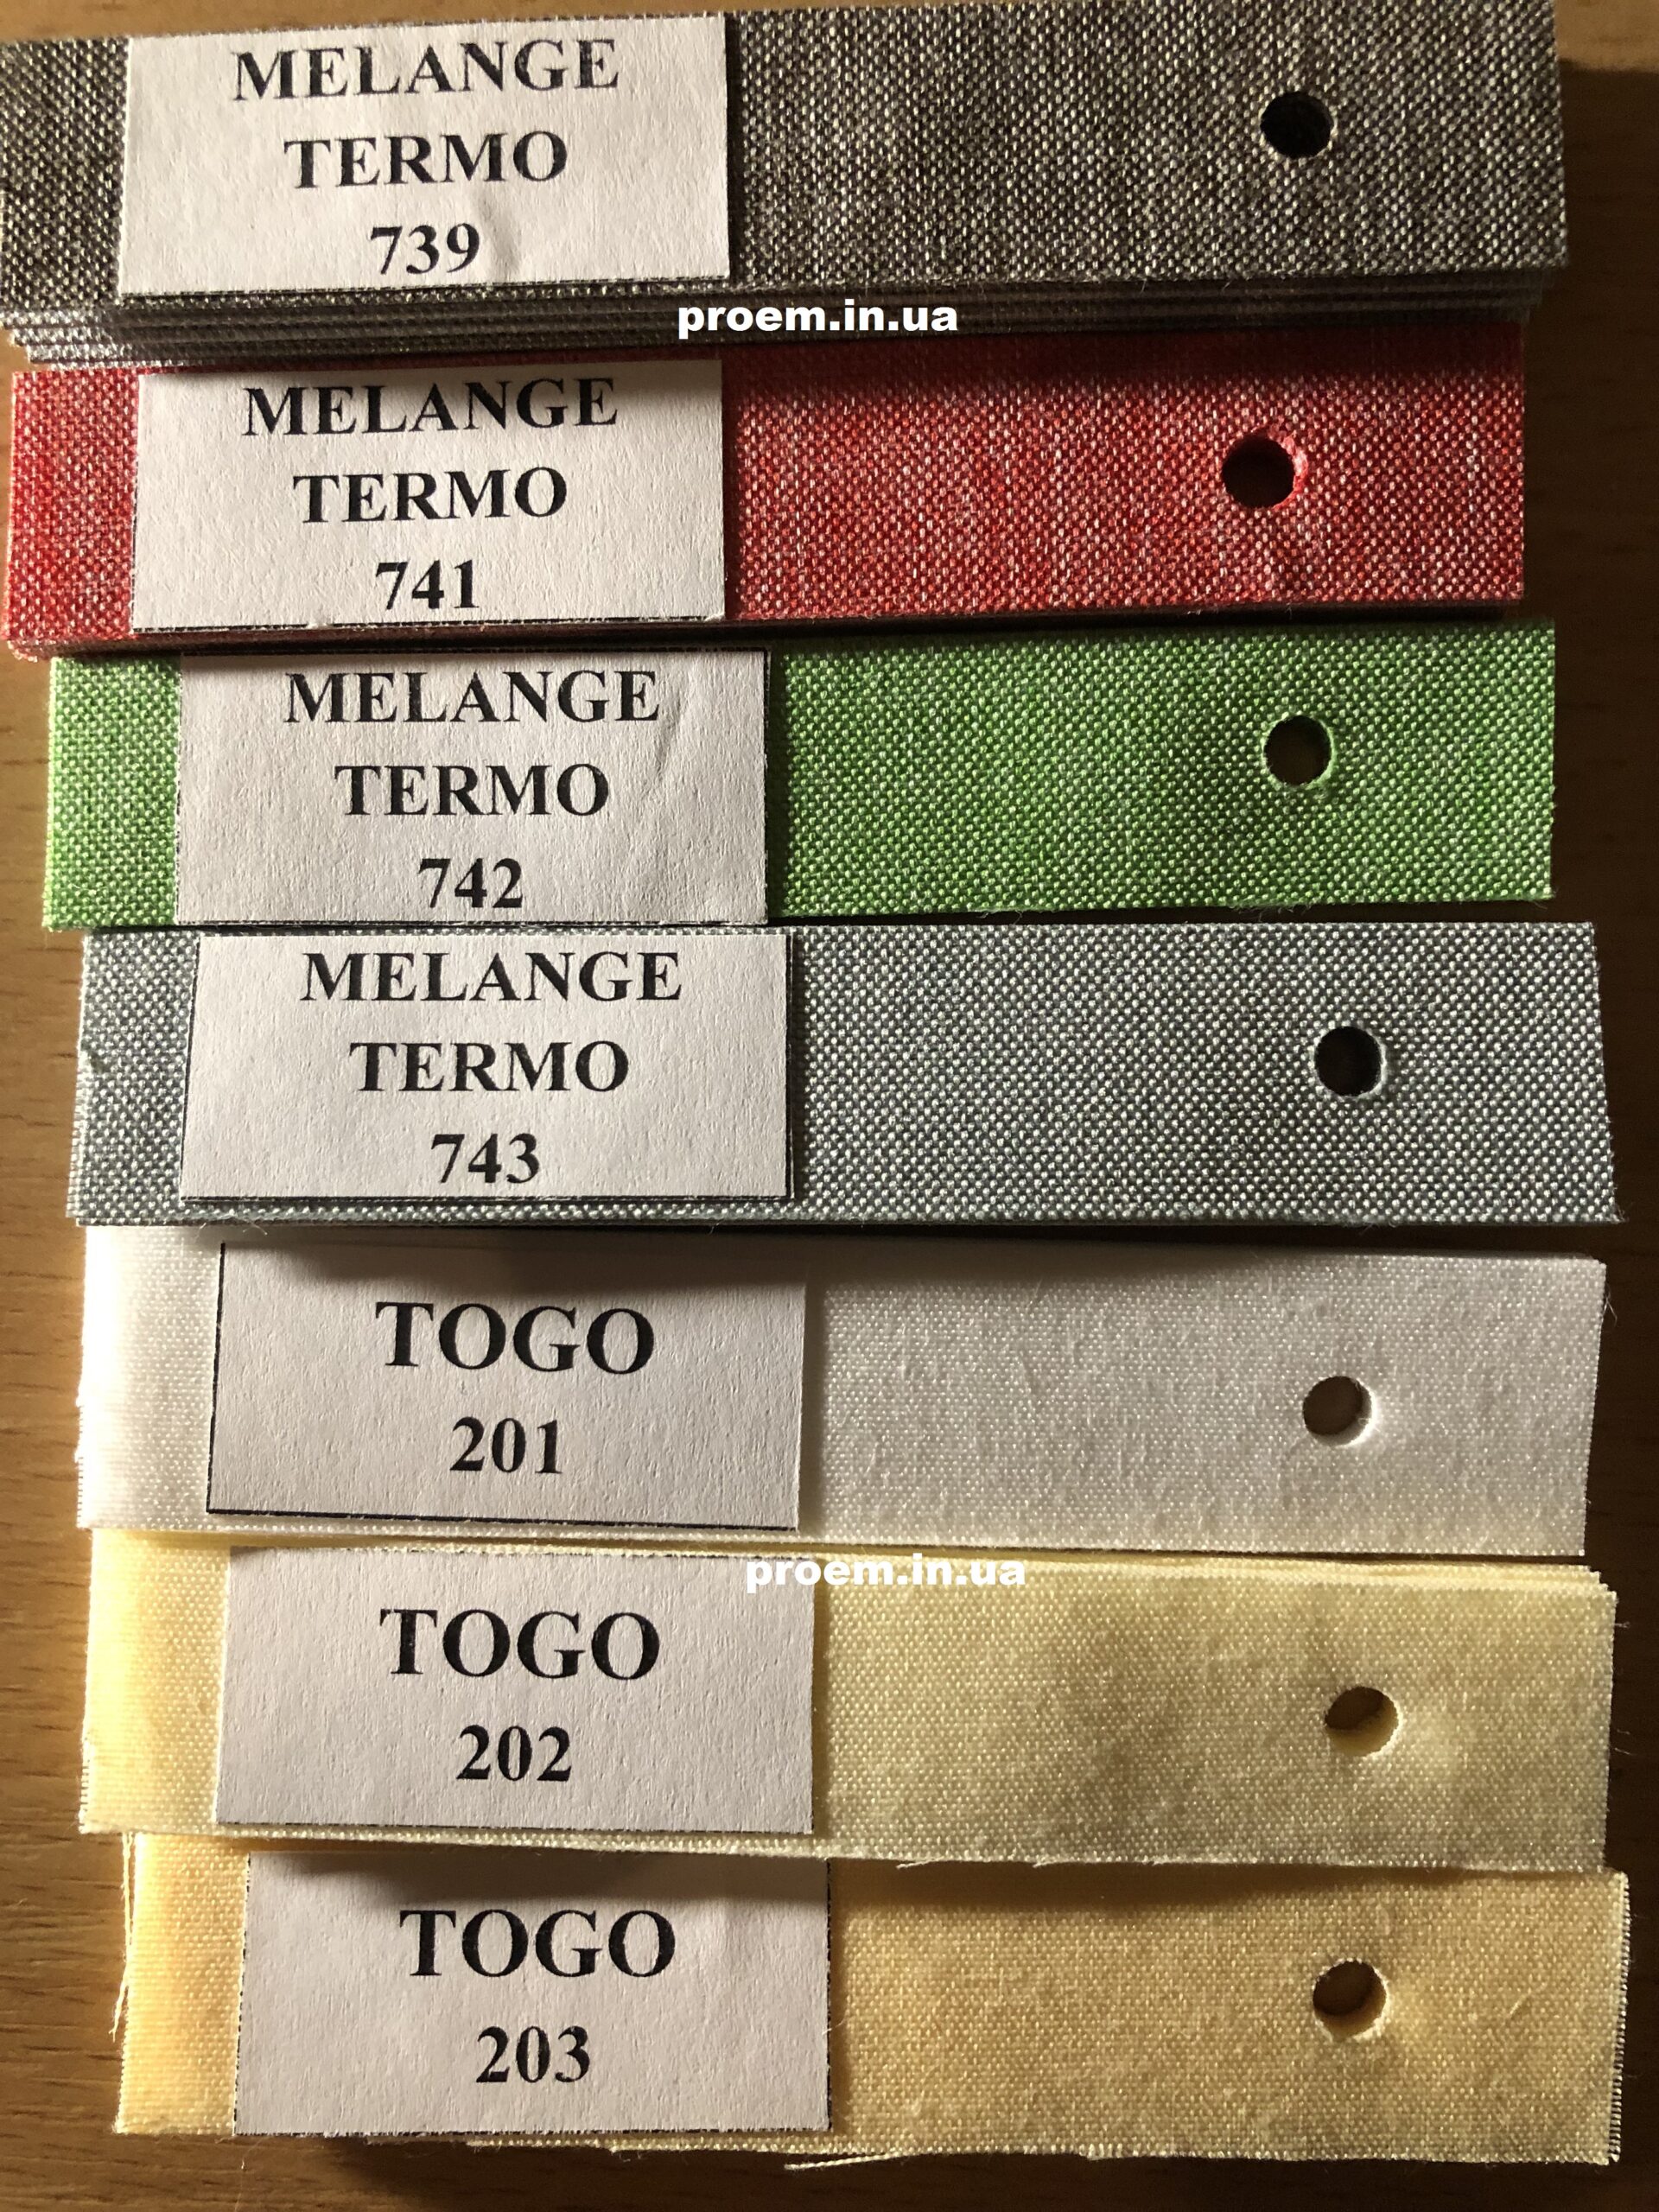 MELANGE
TERMO
739
proem.in.ua
MELANGE
TERMO
741
MELANGE
TERMO
742
MELANGE
TERMO
743
TOGO
201
proem.in.ua
TOGO
202
TOGO
203